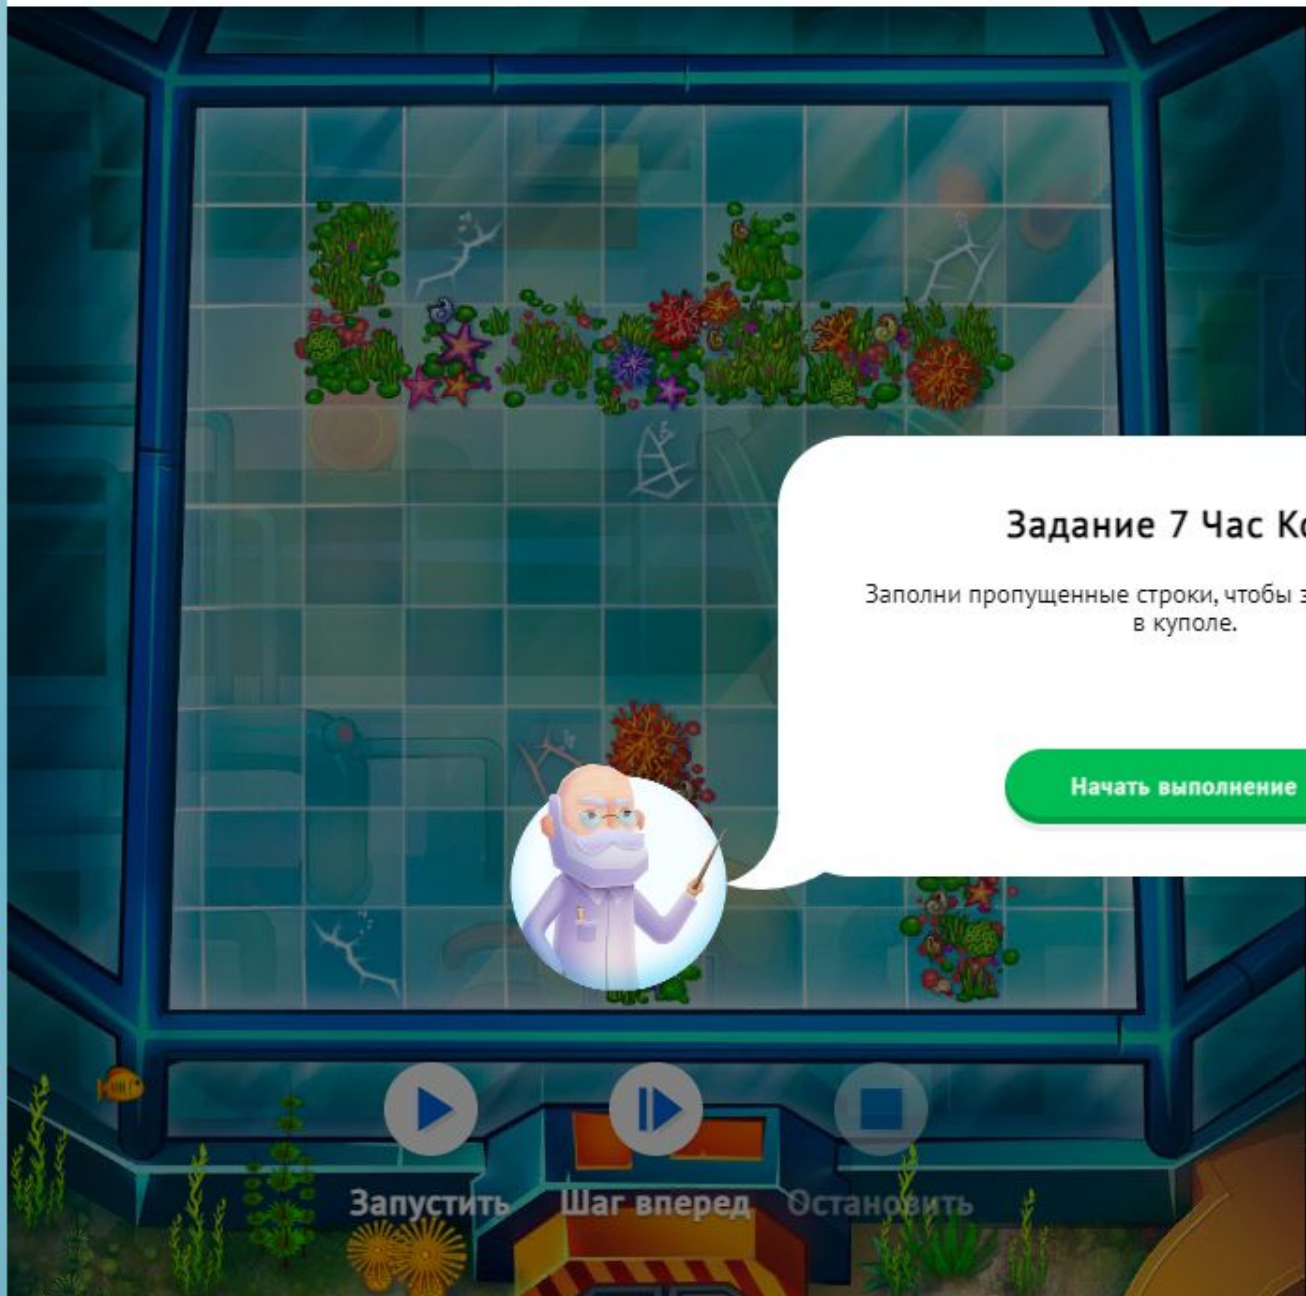 Задание 7 Час
Заполни пропущенные строки, чтобы
в куполе.
Начать выполнение
Запустить
Шаг вперед
Остановить